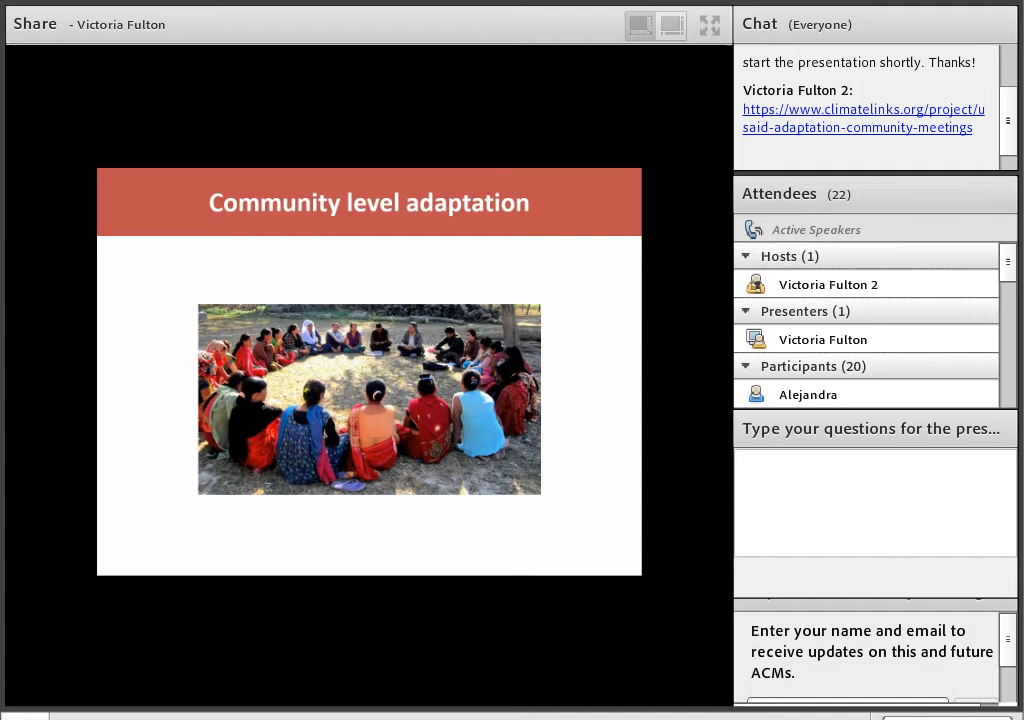 Share - Victoria Fulton
Community level adaptation
Chat (Everyone)
start the presentation shortly. Thanks!
Victoria Fulton 2:
https://www.climatelinks.org/project/u
said-adaptation-community-meetings
Attendees (22)
Active Speakers
Hosts (1)
Victoria Fulton 2
Presenters (1)
Victoria Fulton
Participants (20)
Alejandra
Type your questions for the pres...
Enter your name and email to
receive updates on this and future
ACMs.